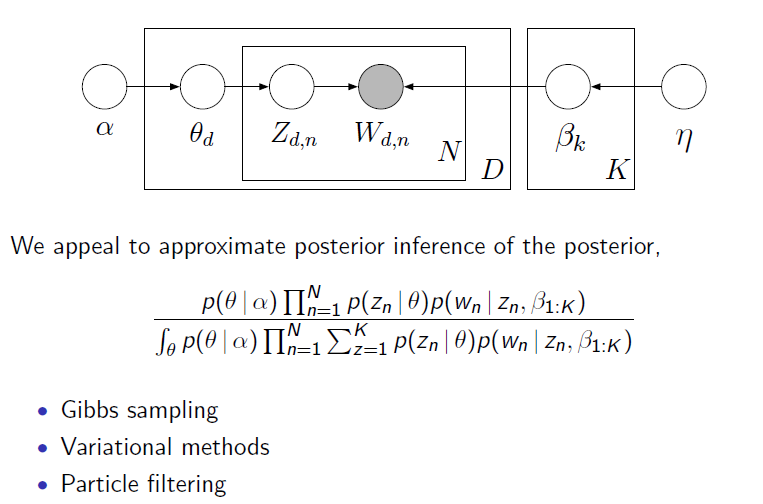 α θ_d Z_{d,n} W_{d,n} N D β_k K η
We appeal to approximate posterior inference of the posterior,
p(θ | α) ∏_{n=1}^{N} p(z_n | θ)p(w_n | z_n, β_{1:K})
∫_θ p(θ | α) ∏_{n=1}^{N} ∑_{z=1}^{K} p(z_n | θ)p(w_n | z_n, β_{1:K})
• Gibbs sampling
• Variational methods
• Particle filtering